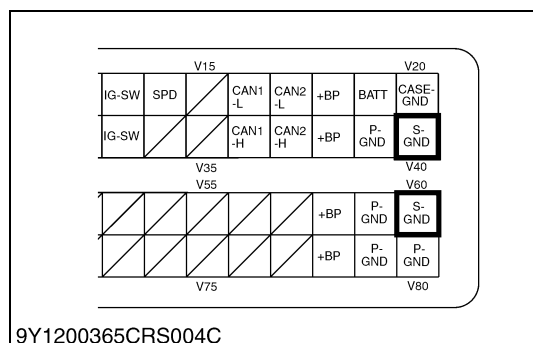 V15 V20
IG-SW SPD CAN1 -L CAN2 -L +BP BATT CASE- GND
IG-SW CAN1 -H CAN2 -H +BP P- GND S- GND
V35 V40
V55 V60
+BP P- GND S- GND
+BP P- GND P- GND
V75 V80
9Y1200365CRS004C